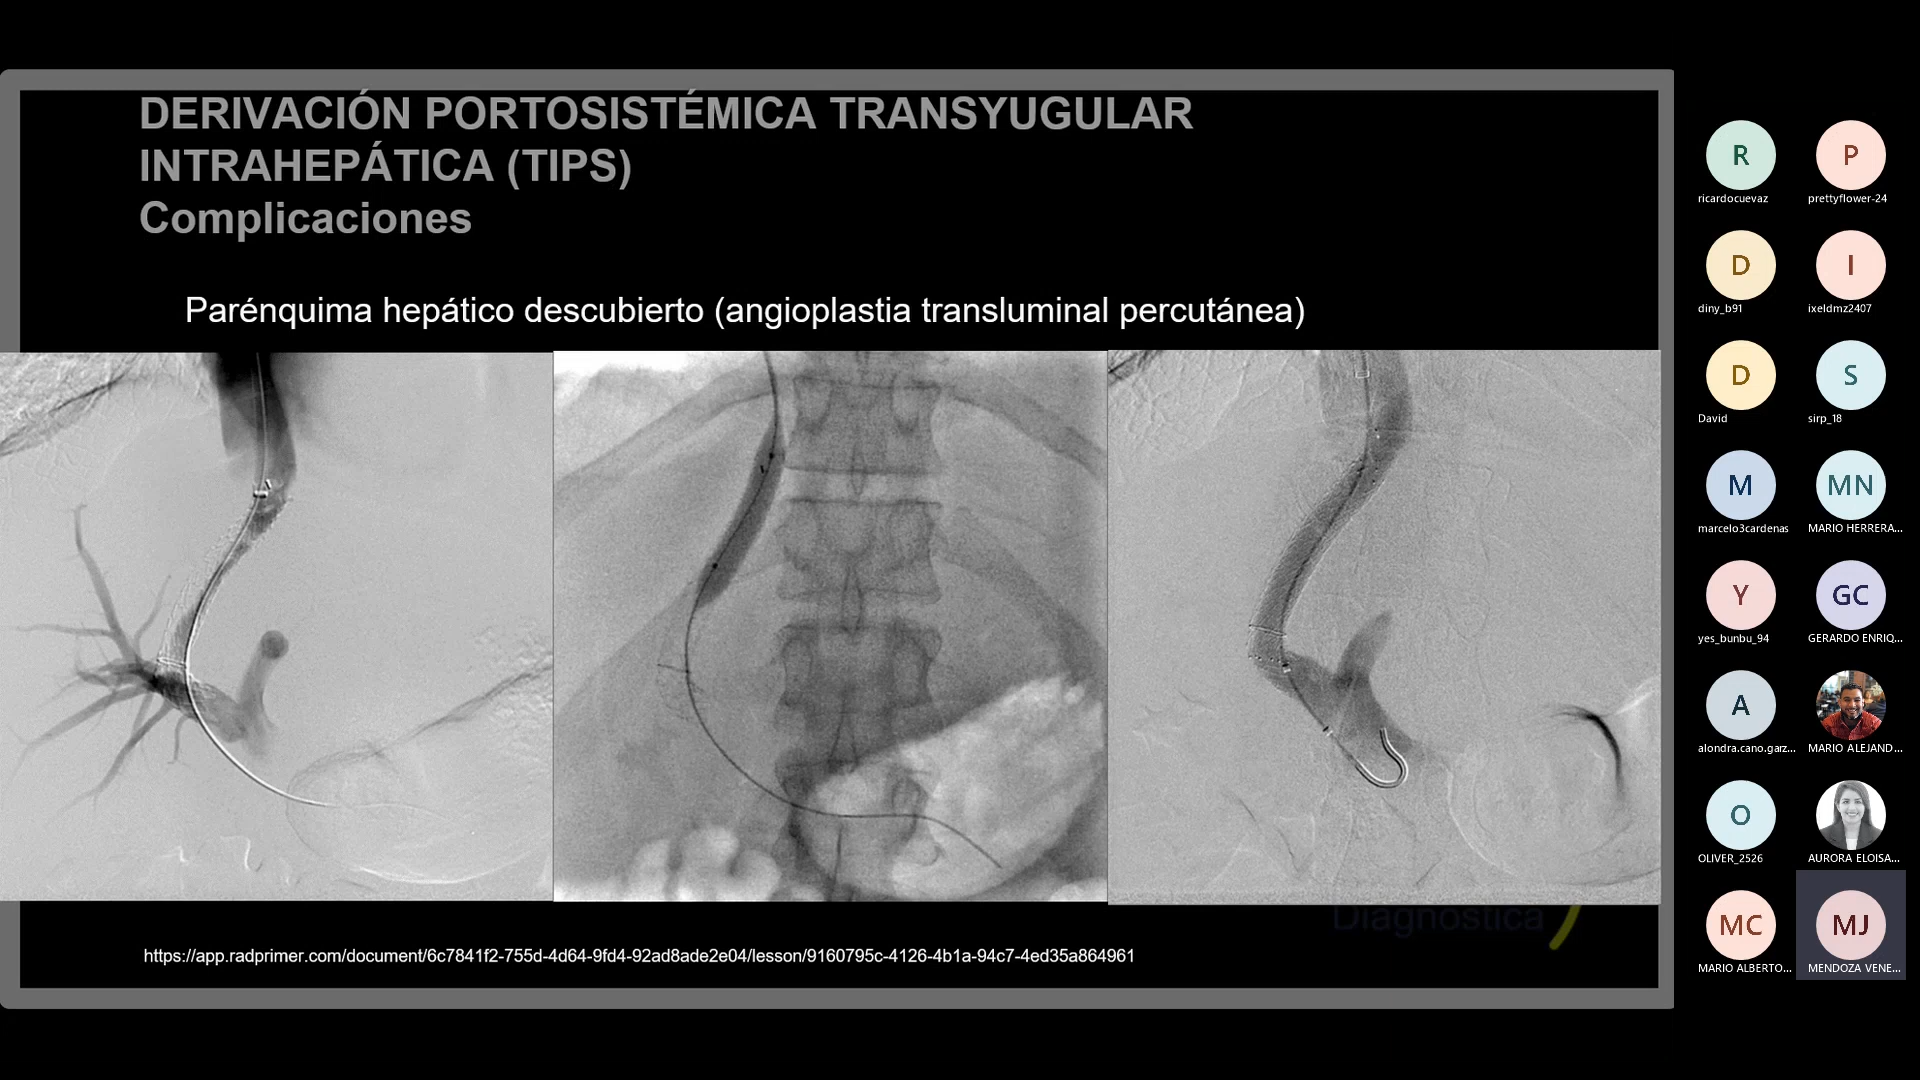 DERIVACIÓN PORTOSISTÉMICA TRANSYUGULAR
INTRAHEPÁTICA (TIPS)
Complicaciones
Parénquima hepático descubierto (angioplastia transluminal percutánea)
Diagnóstica
https://app.radprimer.com/document/6c7841f2-755d-4d64-9fd4-92ad8ade2e04/lesson/9160795c-4126-4b1a-94c7-4ed35a864961
R
P
ricardocuevaz
prettyflower-24
D
I
diny_b91
ixeldmz2407
D
S
David
sirp_18
M
MN
marcelo3cardenas
MARIO HERRERA...
Y
GC
yes_bunbu_94
GERARDO ENRIQ...
A
alondra.cano.garz...
MARIO ALEJAND...
O
OLIVER_2526
AURORA ELOISA...
MC
MJ
MARIO ALBERTO...
MENDOZA VENE...